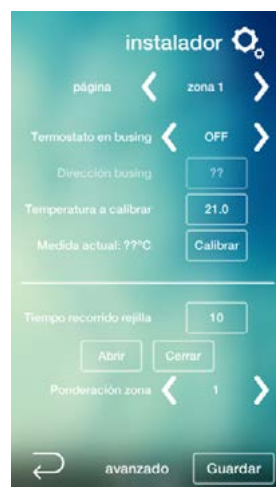 instalador
página zona 1
Termostato en busing OFF
Dirección busing ??
Temperatura a calibrar 21.0
Medida actual: ??ºC Calibrar
Tiempo recorrido rejilla 10
Abrir Cerrar
Ponderación zona 1
avanzado Guardar